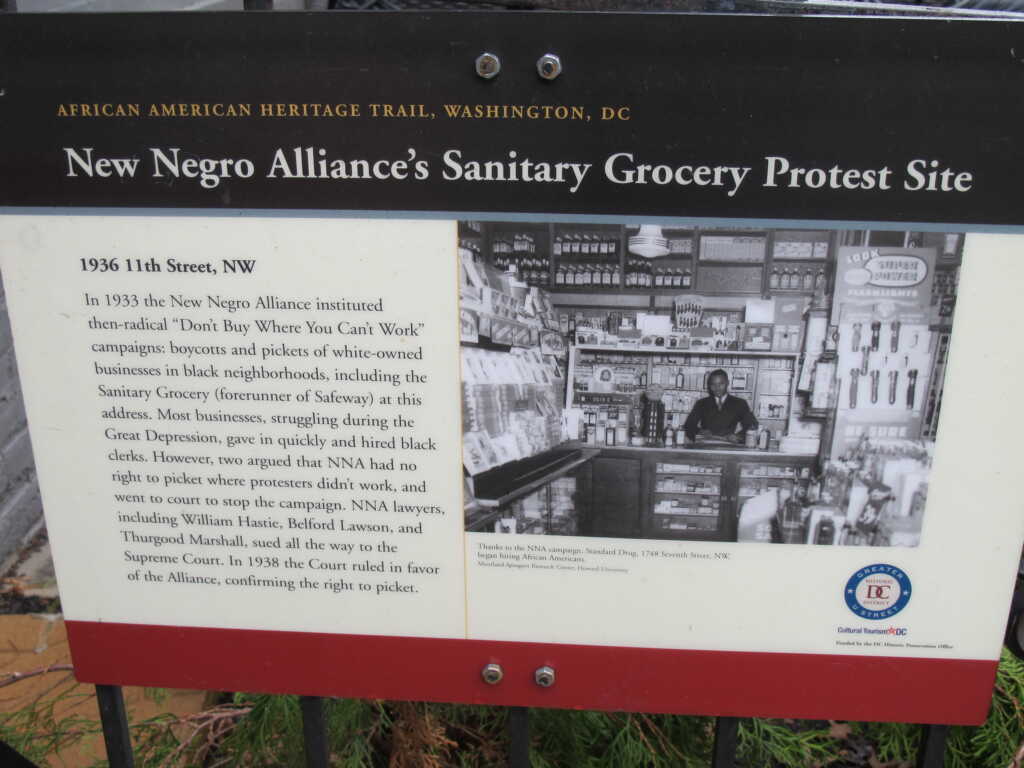 AFRICAN AMERICAN HERITAGE TRAIL, WASHINGTON, DC
New Negro Alliance's Sanitary Grocery Protest Site
1936 11th Street, NW
In 1933 the New Negro Alliance instituted
then-radical "Don't Buy Where You Can't Work"
campaigns: boycotts and pickets of white-owned
businesses in black neighborhoods, including the
Sanitary Grocery (forerunner of Safeway) at this
address. Most businesses, struggling during the
Great Depression, gave in quickly and hired black
clerks. However, two argued that NNA had no
right to picket where protesters didn't work, and
went to court to stop the campaign. NNA lawyers,
including William Hastie, Belford Lawson, and
Thurgood Marshall, sued all the way to the
Supreme Court. In 1938 the Court ruled in favor
of the Alliance, confirming the right to picket.
LOOK
SUPER
POWER
FLASHLIGHTS
BE SURE
Thanks to the NNA campaign, Standard Drug, 1748 Seventh Street, NW,
began hiring African Americans.
Moorland-Spingarn Research Center, Howard University
GREATER
HISTORIC
DC
DISTRICT
U STREET
Cultural Tourism DC
Funded by the DC Historic Preservation Office